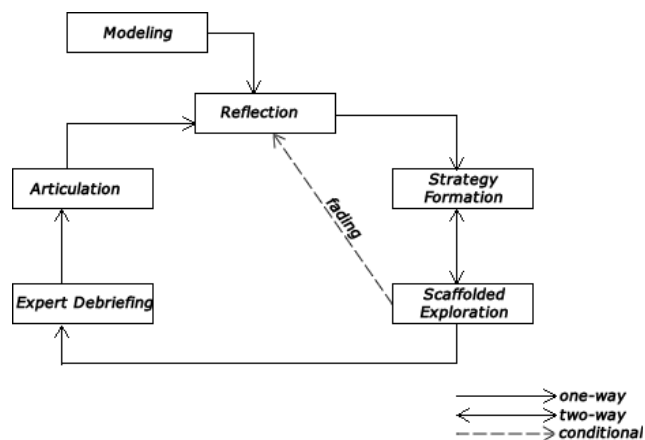 Modeling
Reflection
Articulation
Strategy
Formation
fading
Expert Debriefing
Scaffolded
Exploration
one-way
two-way
conditional